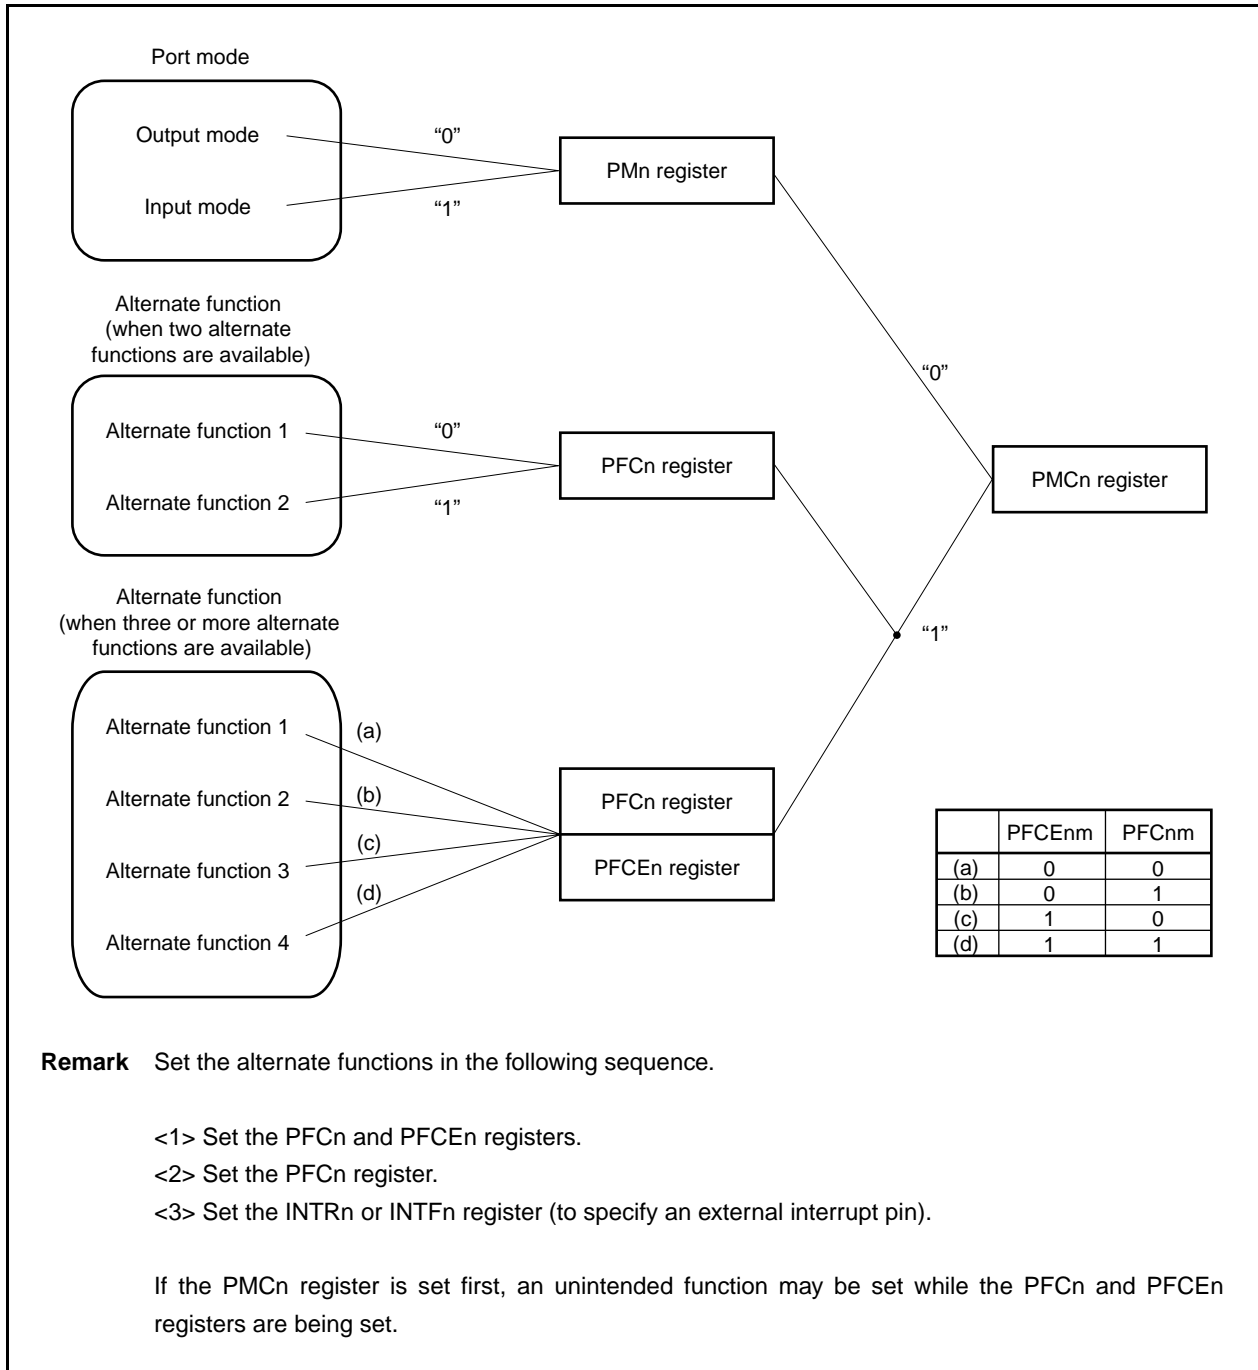 Port mode
Output mode
Input mode
“0”
“1”
PMn register
Alternate function
(when two alternate
functions are available)
Alternate function 1
Alternate function 2
“0”
“1”
PFCn register
“0”
PMCn register
Alternate function
(when three or more alternate
functions are available)
“1”
Alternate function 1
Alternate function 2
Alternate function 3
Alternate function 4
(a)
(b)
(c)
(d)
PFCn register
PFCEn register
PFCEnm PFCnm
(a) 0 0
(b) 0 1
(c) 1 0
(d) 1 1
Remark Set the alternate functions in the following sequence.
<1> Set the PFCn and PFCEn registers.
<2> Set the PFCn register.
<3> Set the INTRn or INTFn register (to specify an external interrupt pin).
If the PMCn register is set first, an unintended function may be set while the PFCn and PFCEn
registers are being set.